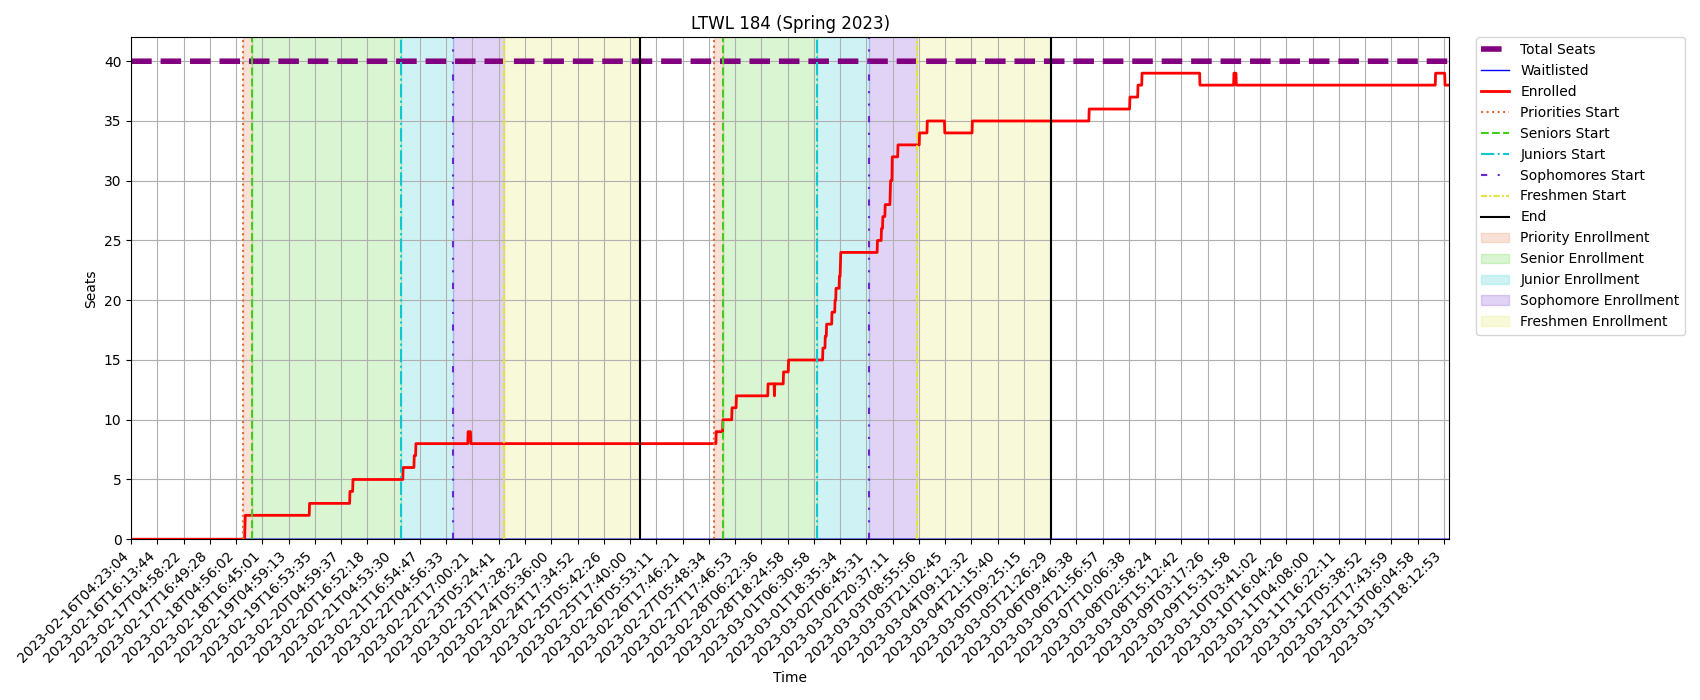 LTWL 184 (Spring 2023)
Seats
40
35
30
25
20
15
10
5
0
2023-02-16T04:23:04
2023-02-16T16:13:44
2023-02-17T04:58:22
2023-02-17T16:49:28
2023-02-18T04:56:02
2023-02-18T16:45:01
2023-02-19T04:59:13
2023-02-19T16:53:35
2023-02-20T04:59:37
2023-02-20T16:52:18
2023-02-21T04:53:30
2023-02-21T16:54:47
2023-02-22T04:56:33
2023-02-22T17:00:21
2023-02-23T05:24:41
2023-02-23T17:28:22
2023-02-24T05:36:00
2023-02-24T17:34:52
2023-02-25T05:42:26
2023-02-25T17:40:00
2023-02-26T05:53:11
2023-02-26T17:46:21
2023-02-27T05:48:34
2023-02-27T17:46:53
2023-02-28T06:22:36
2023-02-28T18:24:58
2023-03-01T06:30:58
2023-03-01T18:35:34
2023-03-02T06:45:31
2023-03-02T20:37:11
2023-03-03T08:55:56
2023-03-03T21:02:45
2023-03-04T09:12:32
2023-03-04T21:15:40
2023-03-05T09:25:15
2023-03-05T21:26:29
2023-03-06T09:46:38
2023-03-06T21:56:57
2023-03-07T10:06:38
2023-03-08T02:58:24
2023-03-08T15:12:42
2023-03-09T03:17:26
2023-03-09T15:31:58
2023-03-10T03:41:02
2023-03-10T16:04:26
2023-03-11T04:08:00
2023-03-11T16:22:11
2023-03-12T05:38:52
2023-03-12T17:43:59
2023-03-13T06:04:58
2023-03-13T18:12:53
Time
Total Seats
Waitlisted
Enrolled
Priorities Start
Seniors Start
Juniors Start
Sophomores Start
Freshmen Start
End
Priority Enrollment
Senior Enrollment
Junior Enrollment
Sophomore Enrollment
Freshmen Enrollment